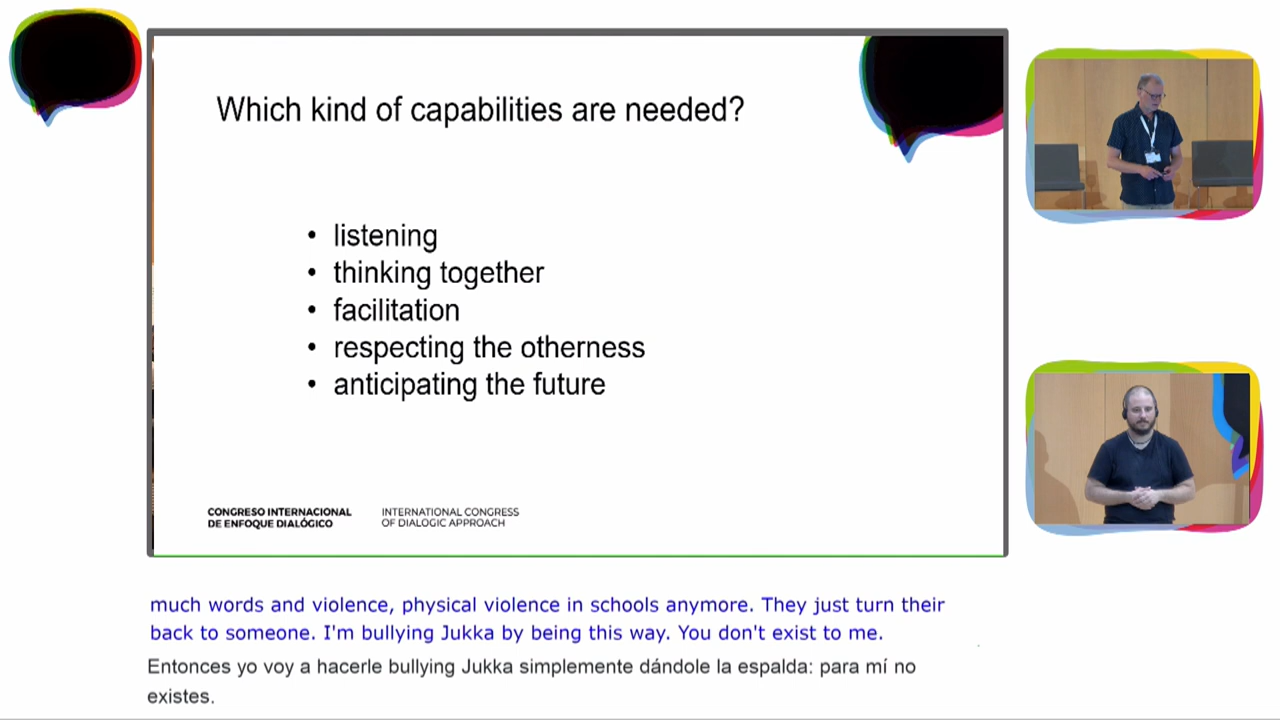 Which kind of capabilities are needed?
• listening
• thinking together
• facilitation
• respecting the otherness
• anticipating the future
CONGRESO INTERNACIONAL
DE ENFOQUE DIALÓGICO
INTERNATIONAL CONGRESS
OF DIALOGIC APPROACH
much words and violence, physical violence in schools anymore. They just turn their
back to someone. I'm bullying Jukka by being this way. You don't exist to me.
Entonces yo voy a hacerle bullying Jukka simplemente dándole la espalda: para mí no
existes.